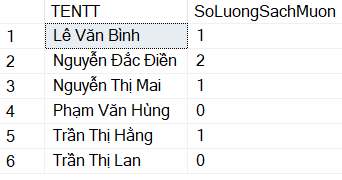 TENTT SoLuongSachMuon
1 Lê Văn Bình 1
2 Nguyễn Đắc Điền 2
3 Nguyễn Thị Mai 1
4 Phạm Văn Hùng 0
5 Trần Thị Hằng 1
6 Trần Thị Lan 0